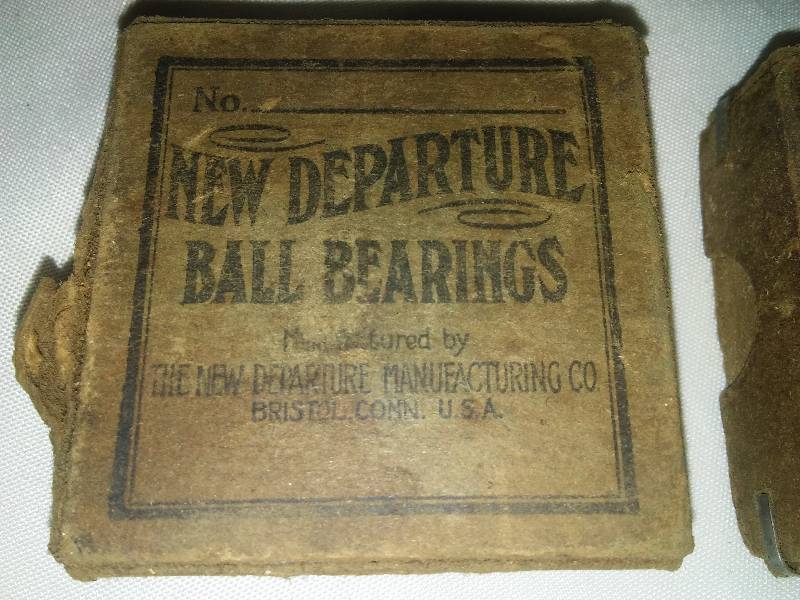 No.
NEW DEPARTURE
BALL BEARINGS
Manufactured by
THE NEW DEPARTURE MANUFACTURING CO.
BRISTOL, CONN. U.S.A.